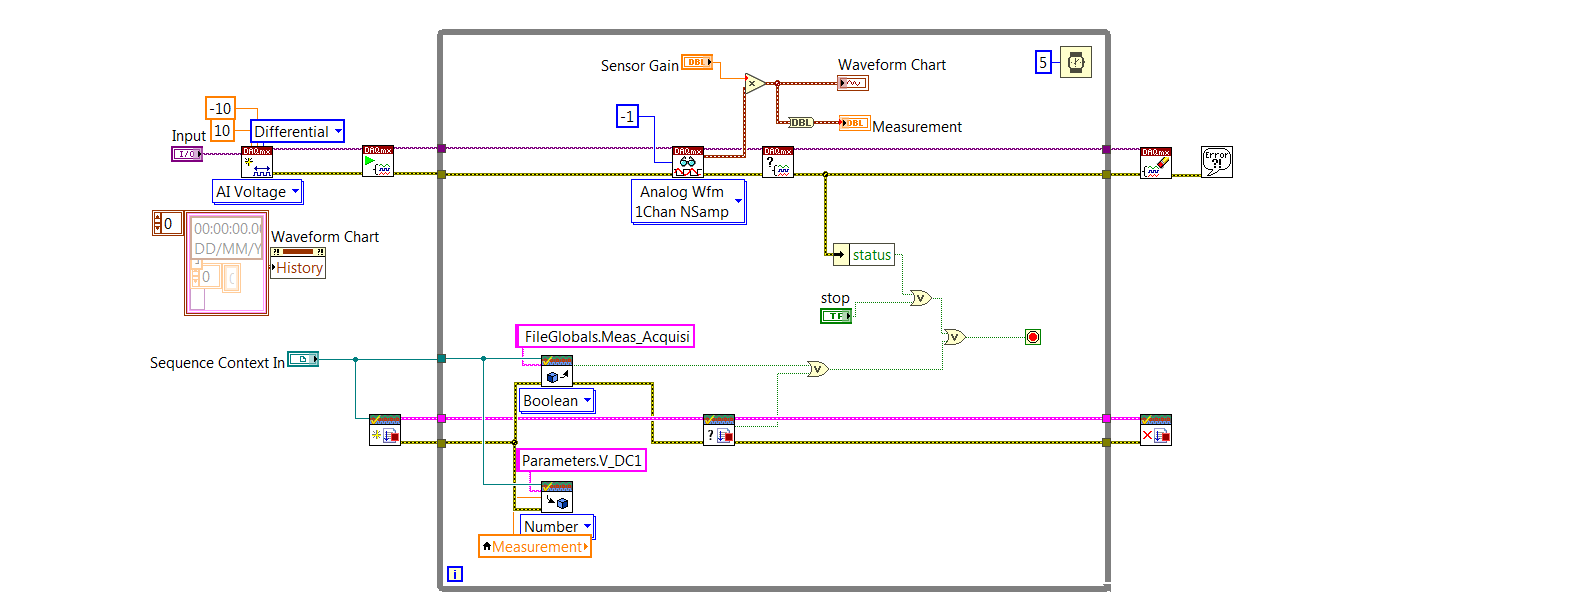 Sensor Gain
DBL
Waveform Chart
5
-10
-1
10
Differential
DBL
DBL
Measurement
Input
I/O
DAQmx
DAQmx
DAQmx
DAQmx
DAQmx
Error
?!
AI Voltage
Analog Wfm
1Chan NSamp
0
00:00:00.0
DD/MM/Y
Waveform Chart
?! ?!
History
0
status
stop
TF
FileGlobals.Meas_Acquisi
Sequence Context In
Boolean
?
Parameters.V_DC1
Number
Measurement
i